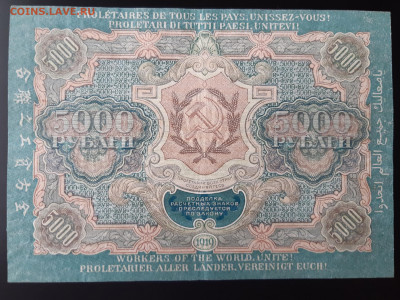 COINS.LAVE.RU
PROLÉTAIRES DE TOUS LES PAYS, UNISSEZ-VOUS!
PROLETARI DI TUTTI I PAESI, UNITEVI!
5000
5000
5000
РУБЛЕЙ
5000
РУБЛЕЙ
ПОДДЕЛКА
РАСЧЕТНЫХ ЗНАКОВ
ПРЕСЛЕДУЕТСЯ
ПО ЗАКОНУ
5000
1919
5000
WORKERS OF THE WORLD, UNITE!
PROLETARIER ALLER LÄNDER, VEREINIGT EUCH!